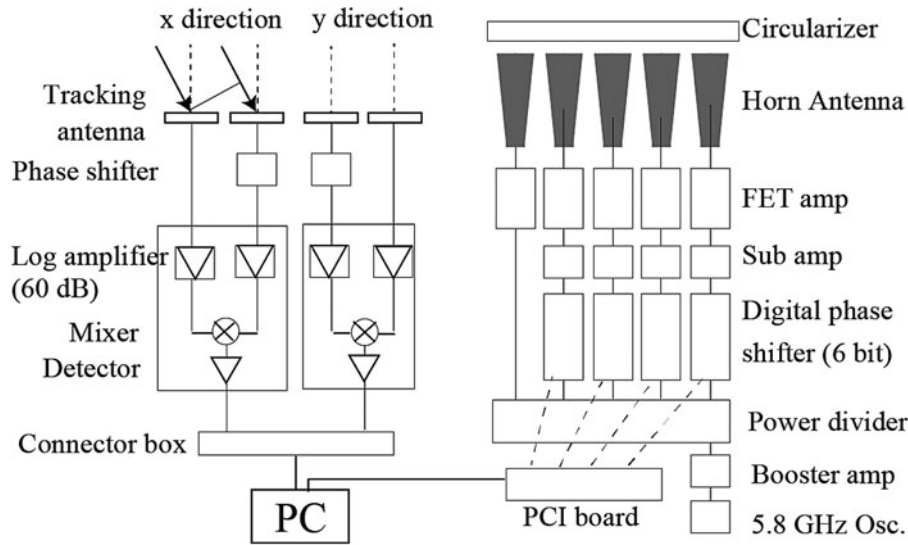 x direction
y direction
Tracking
antenna
Phase shifter
Log amplifier
(60 dB)
Mixer
Detector
Connector box
PC
Circularizer
Horn Antenna
FET amp
Sub amp
Digital phase
shifter (6 bit)
Power divider
Booster amp
PCI board
5.8 GHz Osc.